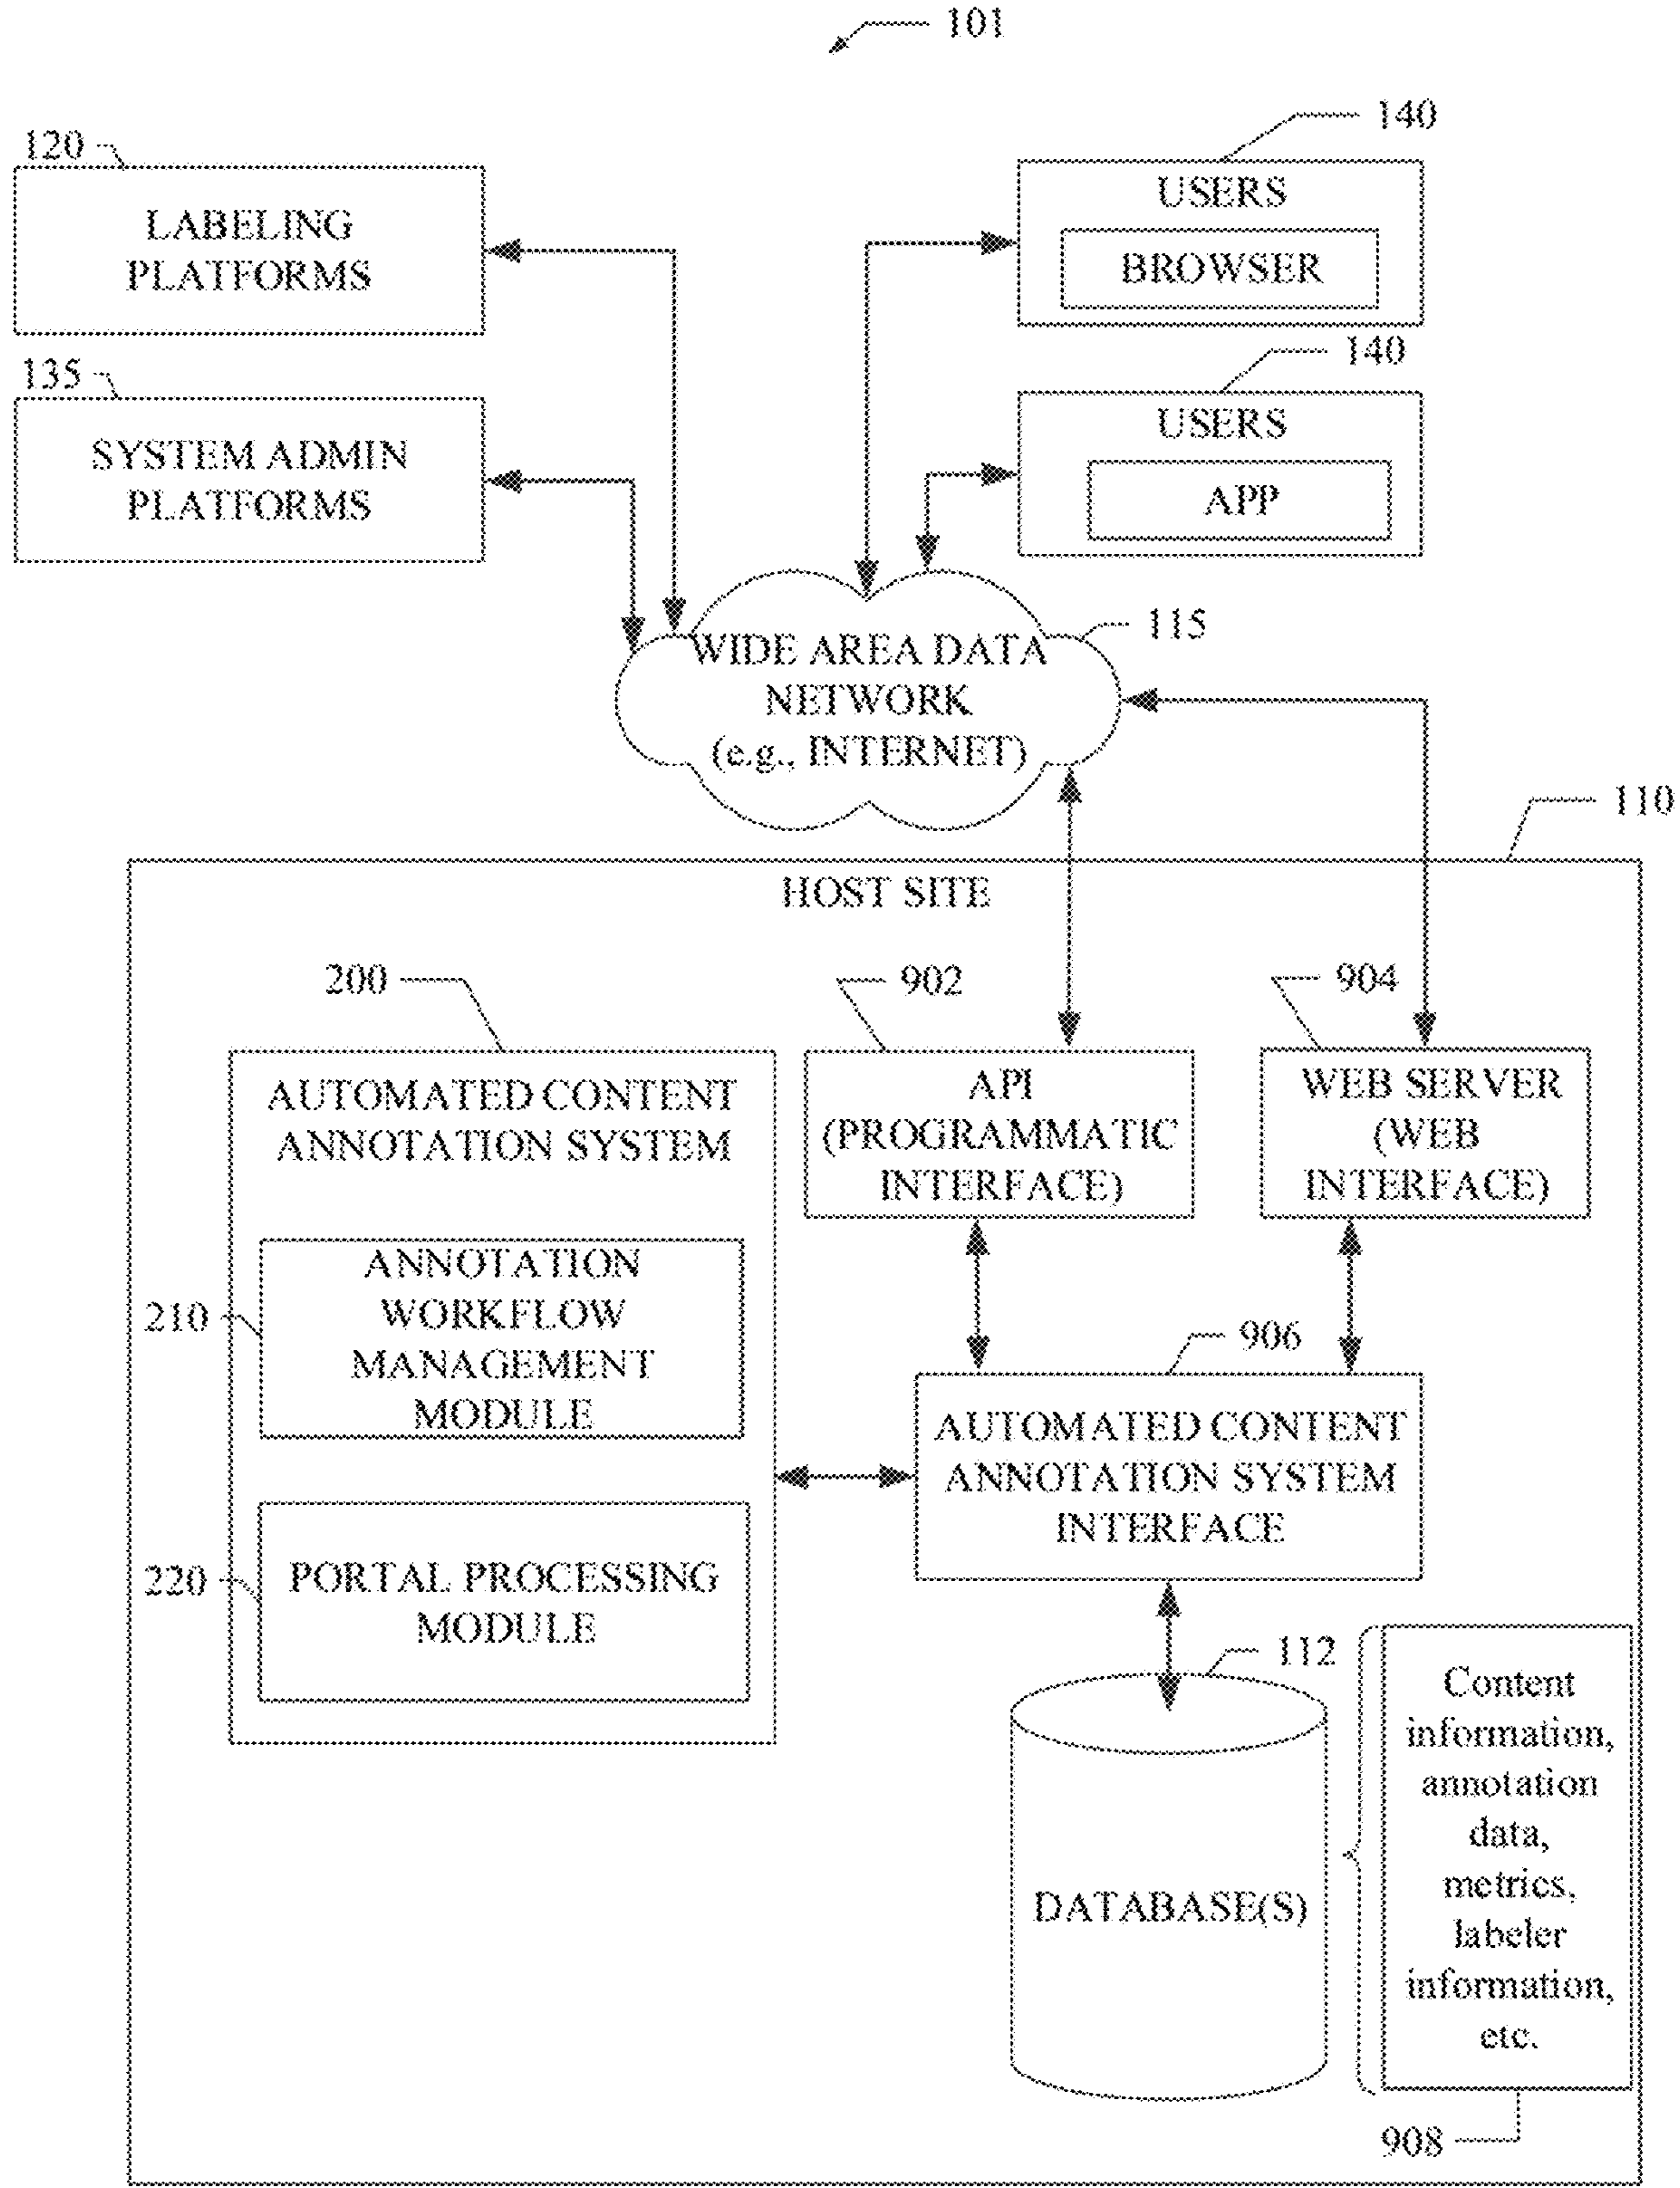 101
120
LABELING
PLATFORMS
140
USERS
BROWSER
135
SYSTEM ADMIN
PLATFORMS
140
USERS
APP
WIDE AREA DATA
NETWORK
(e.g., INTERNET)
115
110
HOST SITE
200
AUTOMATED CONTENT
ANNOTATION SYSTEM
902
API
(PROGRAMMATIC
INTERFACE)
904
WEB SERVER
(WEB
INTERFACE)
210
ANNOTATION
WORKFLOW
MANAGEMENT
MODULE
906
AUTOMATED CONTENT
ANNOTATION SYSTEM
INTERFACE
220
PORTAL PROCESSING
MODULE
112
DATABASE(S)
Content
information,
annotation
data,
metrics,
labeler
information,
etc.
908